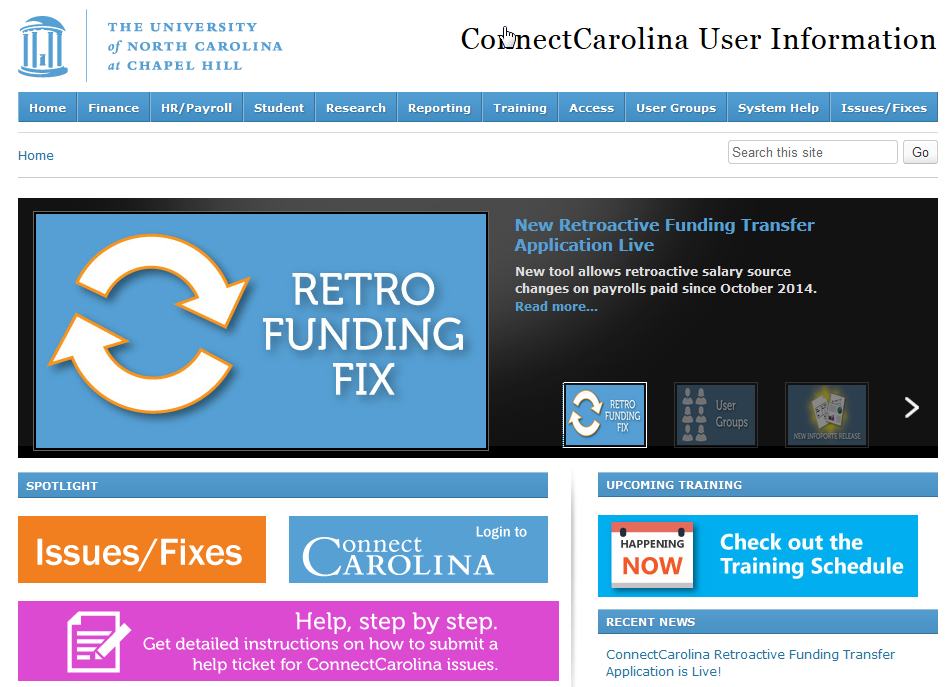 THE UNIVERSITY
of NORTH CAROLINA
at CHAPEL HILL
ConnectCarolina User Information
Home Finance HR/Payroll Student Research Reporting Training Access User Groups System Help Issues/Fixes
Home
Search this site Go
RETRO
FUNDING
FIX
New Retroactive Funding Transfer
Application Live
New tool allows retroactive salary source
changes on payrolls paid since October 2014.
Read more...
RETRO
FUNDING
FIX
User
Groups
NEW INFOPORTE RELEASE
SPOTLIGHT
Issues/Fixes
Login to
Connect
CAROLINA
Help, step by step.
Get detailed instructions on how to submit a
help ticket for ConnectCarolina issues.
UPCOMING TRAINING
HAPPENING
NOW
Check out the
Training Schedule
RECENT NEWS
ConnectCarolina Retroactive Funding Transfer
Application is Live!